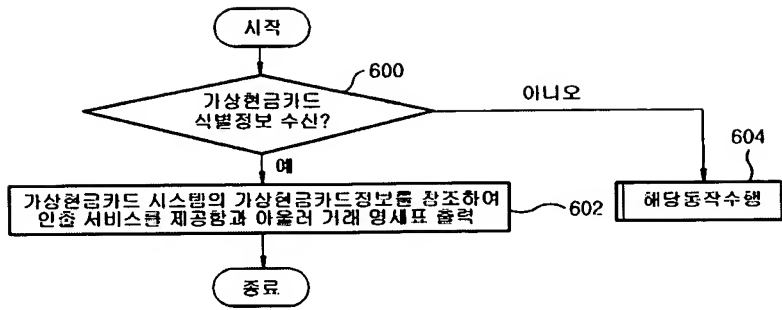 시작
600
가상현금카드
식별정보 수신?
아니오
예
604
가상현금카드 시스템의 가상현금카드정보를 참조하여
인출 서비스를 제공함과 아울러 거래 명세표 출력
602
해당동작수행
종료